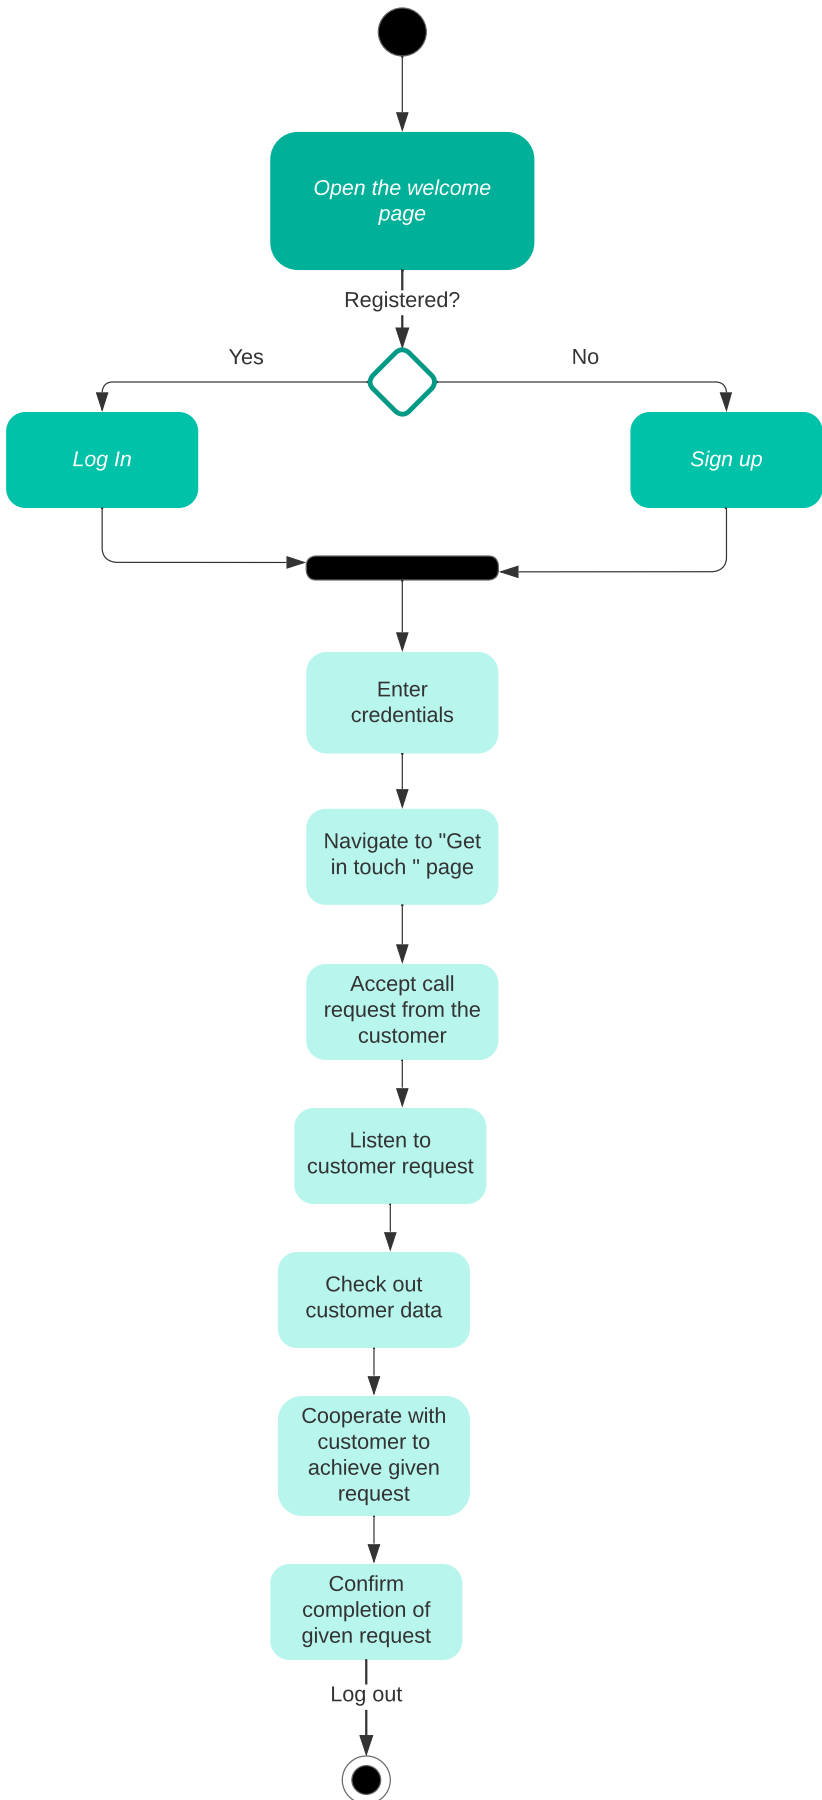 Open the welcome
page
Registered?
Yes
No
Log In
Sign up
Enter
credentials
Navigate to "Get
in touch " page
Accept call
request from the
customer
Listen to
customer request
Check out
customer data
Cooperate with
customer to
achieve given
request
Confirm
completion of
given request
Log out